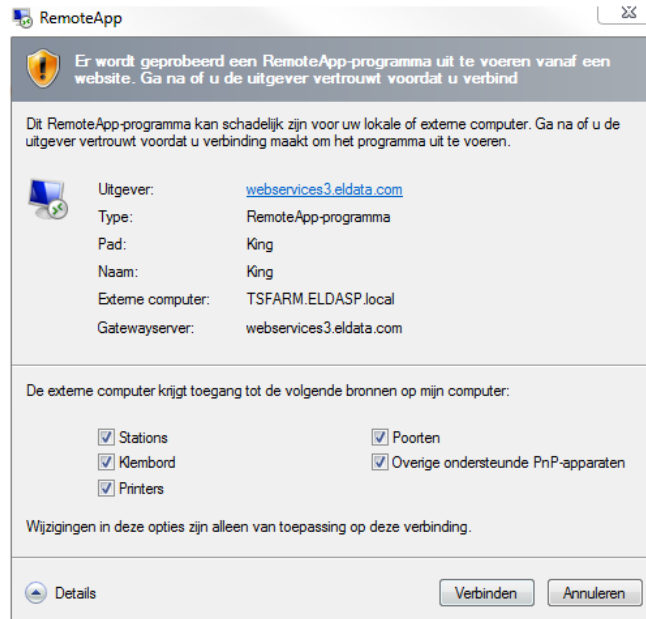 RemoteApp
Er wordt geprobeerd een RemoteApp-programma uit te voeren vanaf een
website. Ga na of u de uitgever vertrouwt voordat u verbind
Dit RemoteApp-programma kan schadelijk zijn voor uw lokale of externe computer. Ga na of u de
uitgever vertrouwt voordat u verbinding maakt om het programma uit te voeren.
Uitgever: webservices3.eldata.com
Type: RemoteApp-programma
Pad: King
Naam: King
Externe computer: TSFARM.ELDASP.local
Gatewayserver: webservices3.eldata.com
De externe computer krijgt toegang tot de volgende bronnen op mijn computer:
Stations Poorten
Klembord Overige ondersteunde PnP-apparaten
Printers
Wijzigingen in deze opties zijn alleen van toepassing op deze verbinding.
Details Verbinden Annuleren